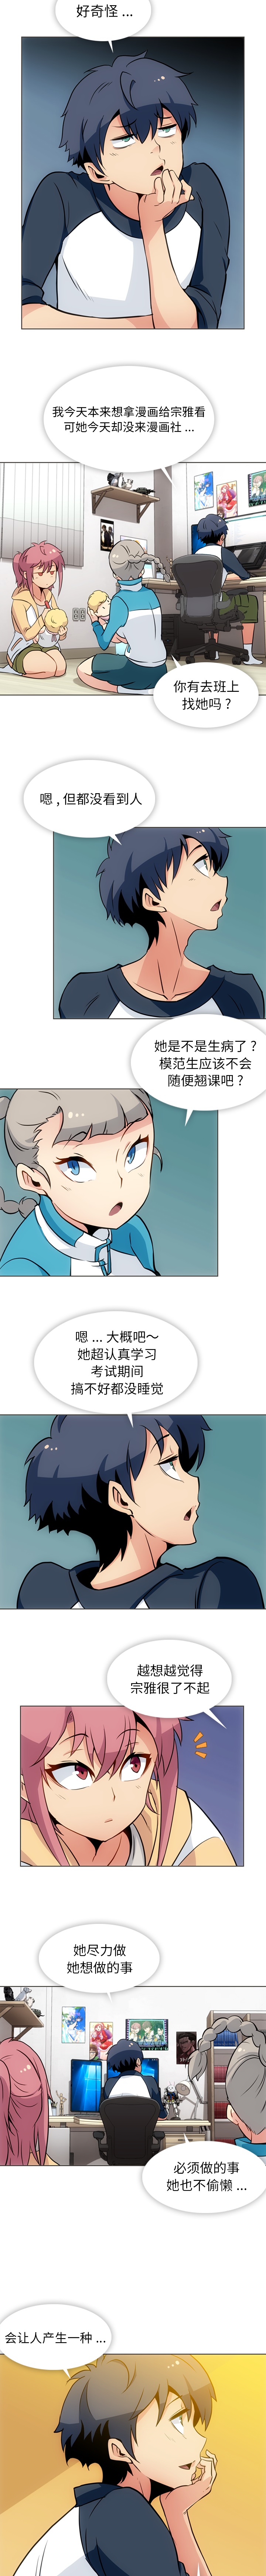 好奇怪 ...
我今天本来想拿漫画给宗雅看
可她今天却没来漫画社 ...
你有去班上
找她吗？
嗯 , 但都没看到人
她是不是生病了？
模范生应该不会
随便翘课吧？
嗯 ... 大概吧～
她超认真学习
考试期间
搞不好都没睡觉
越想越觉得
宗雅很了不起
她尽力做
她想做的事
必须做的事
她也不偷懒 ...
会让人产生一种 ...